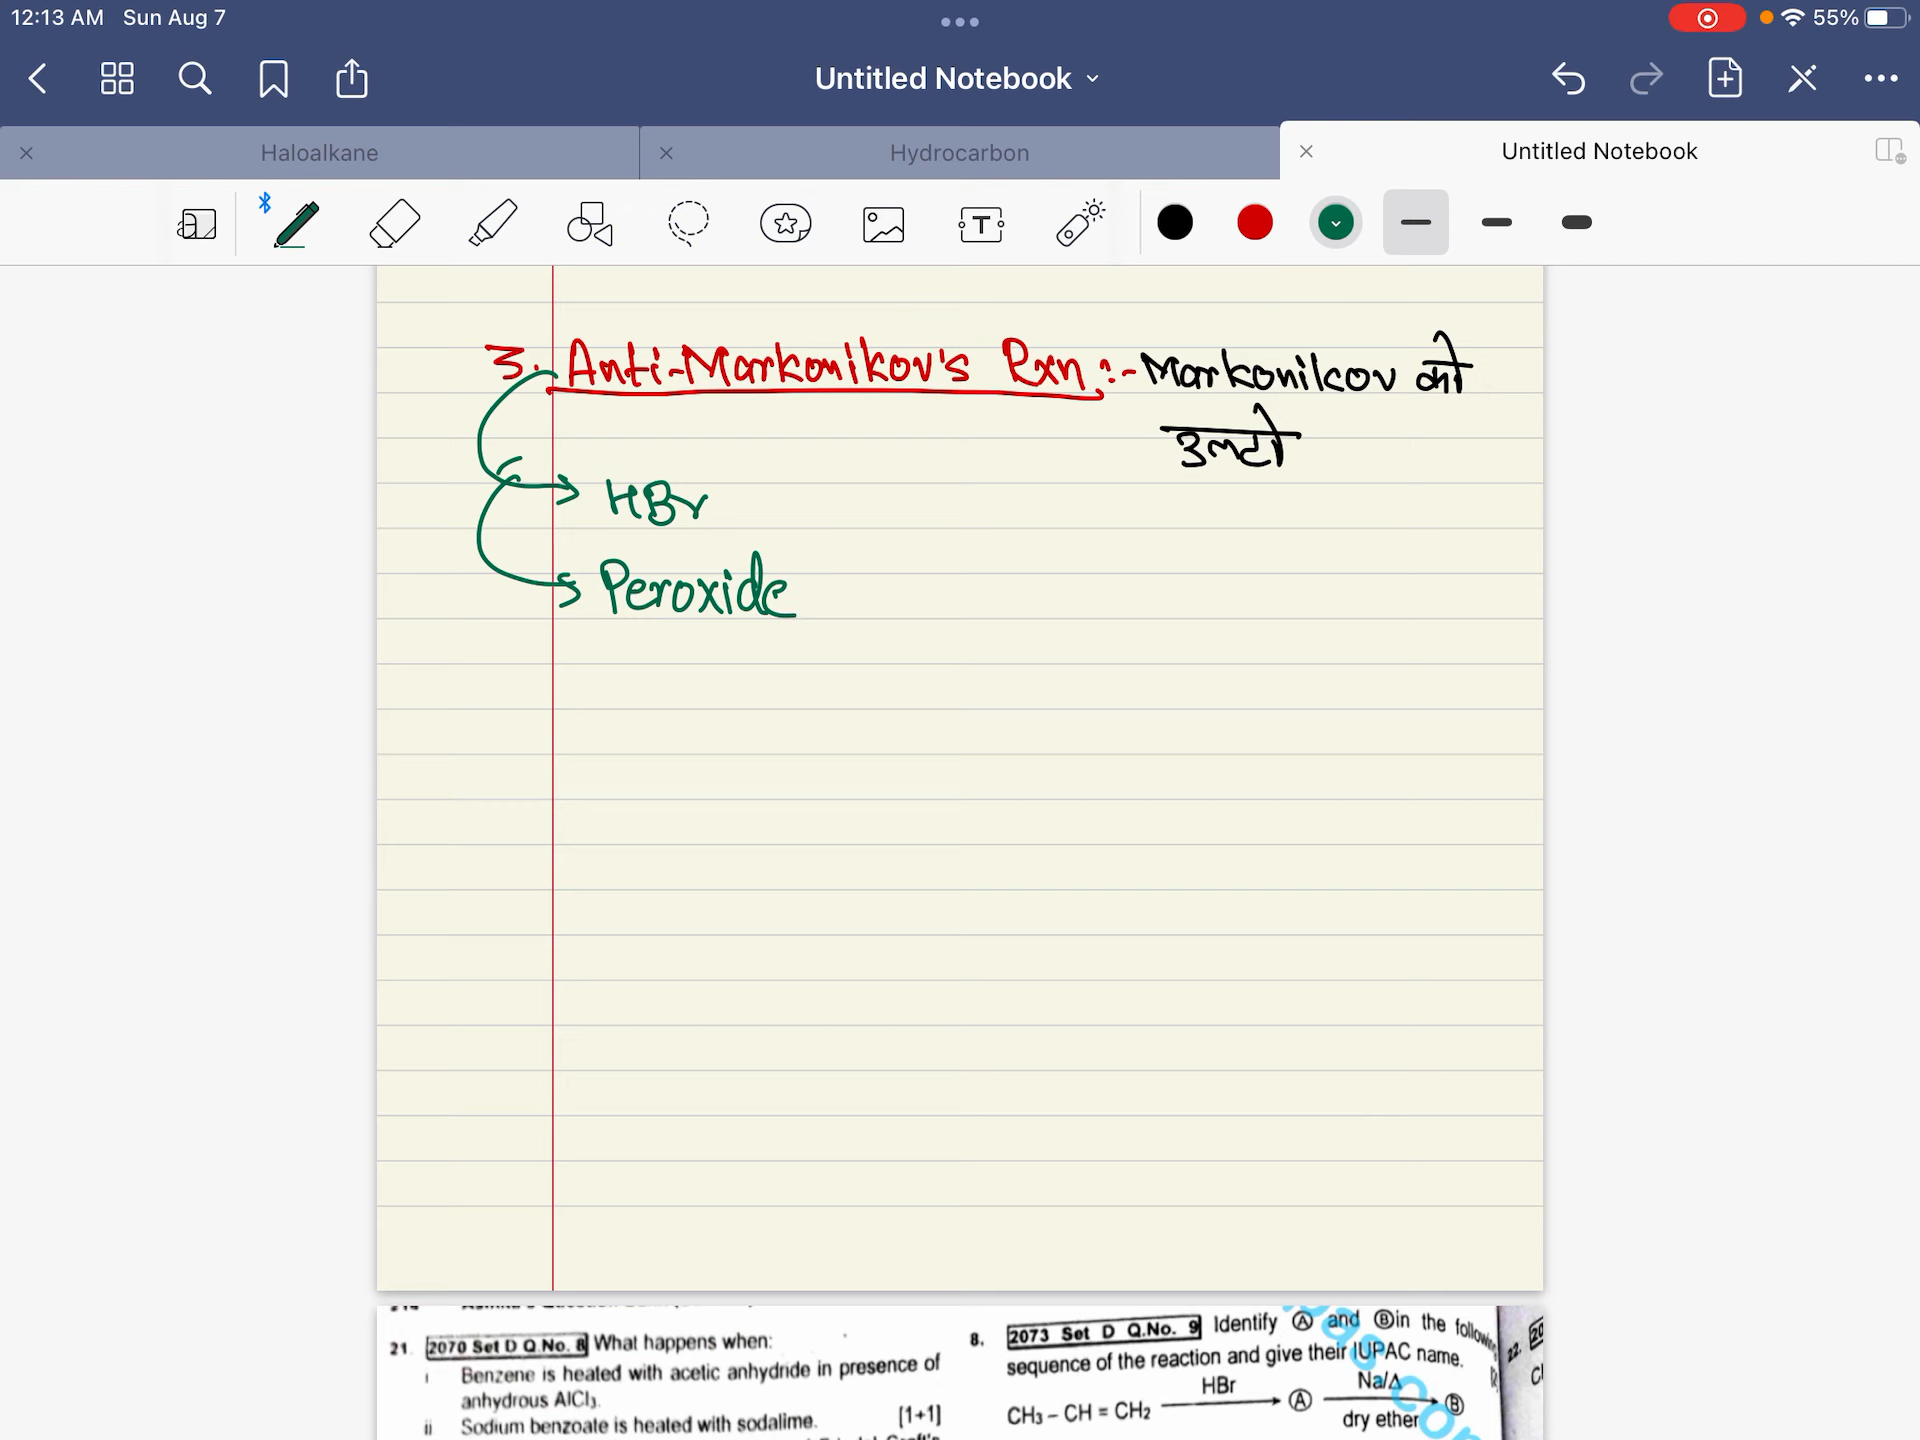 12:13 AM Sun Aug 7
55%
Untitled Notebook
Haloalkane
Hydrocarbon
Untitled Notebook
3. Anti-Markonikov's Rxn :- Markonikov को
उल्टो
HBr
Peroxide
21. 2070 Set D Q.No. 8 What happens when:
i Benzene is heated with acetic anhydride in presence of
anhydrous AlCl₃.
ii Sodium benzoate is heated with sodalime. [1+1]
8. 2073 Set D Q.No. 9 Identify Ⓐ and Ⓑ in the following
sequence of the reaction and give their IUPAC name.
HBr Na/Δ
CH₃ – CH = CH₂ ⟶ Ⓐ ⟶ Ⓑ
dry ether
22.